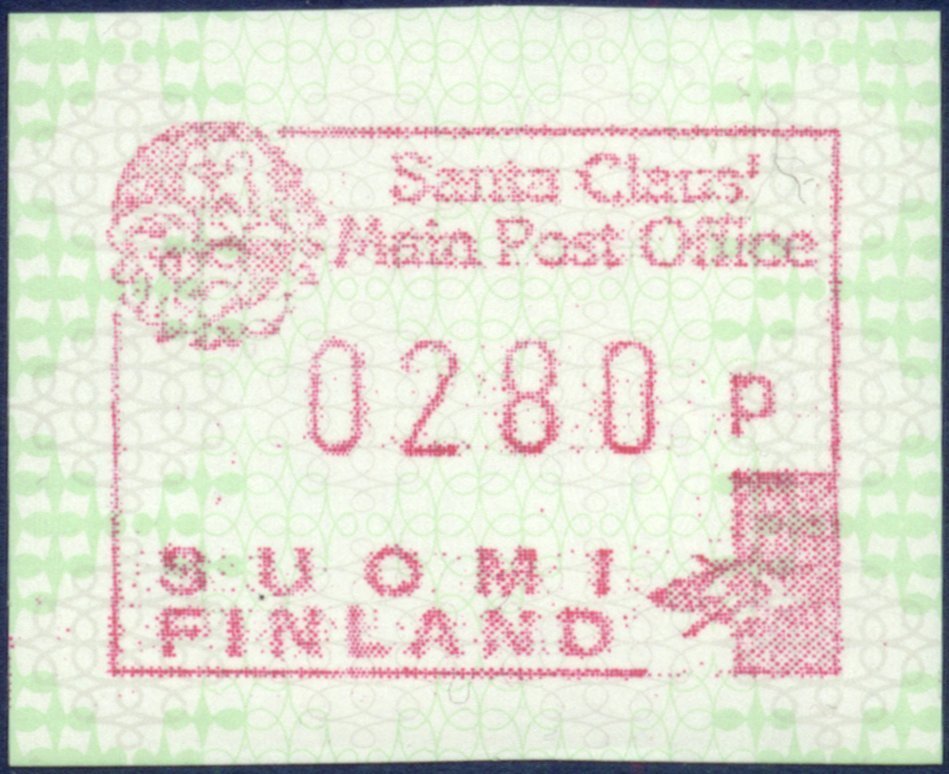 Santa Claus'
Main Post Office
0280 P
SUOMI
FINLAND